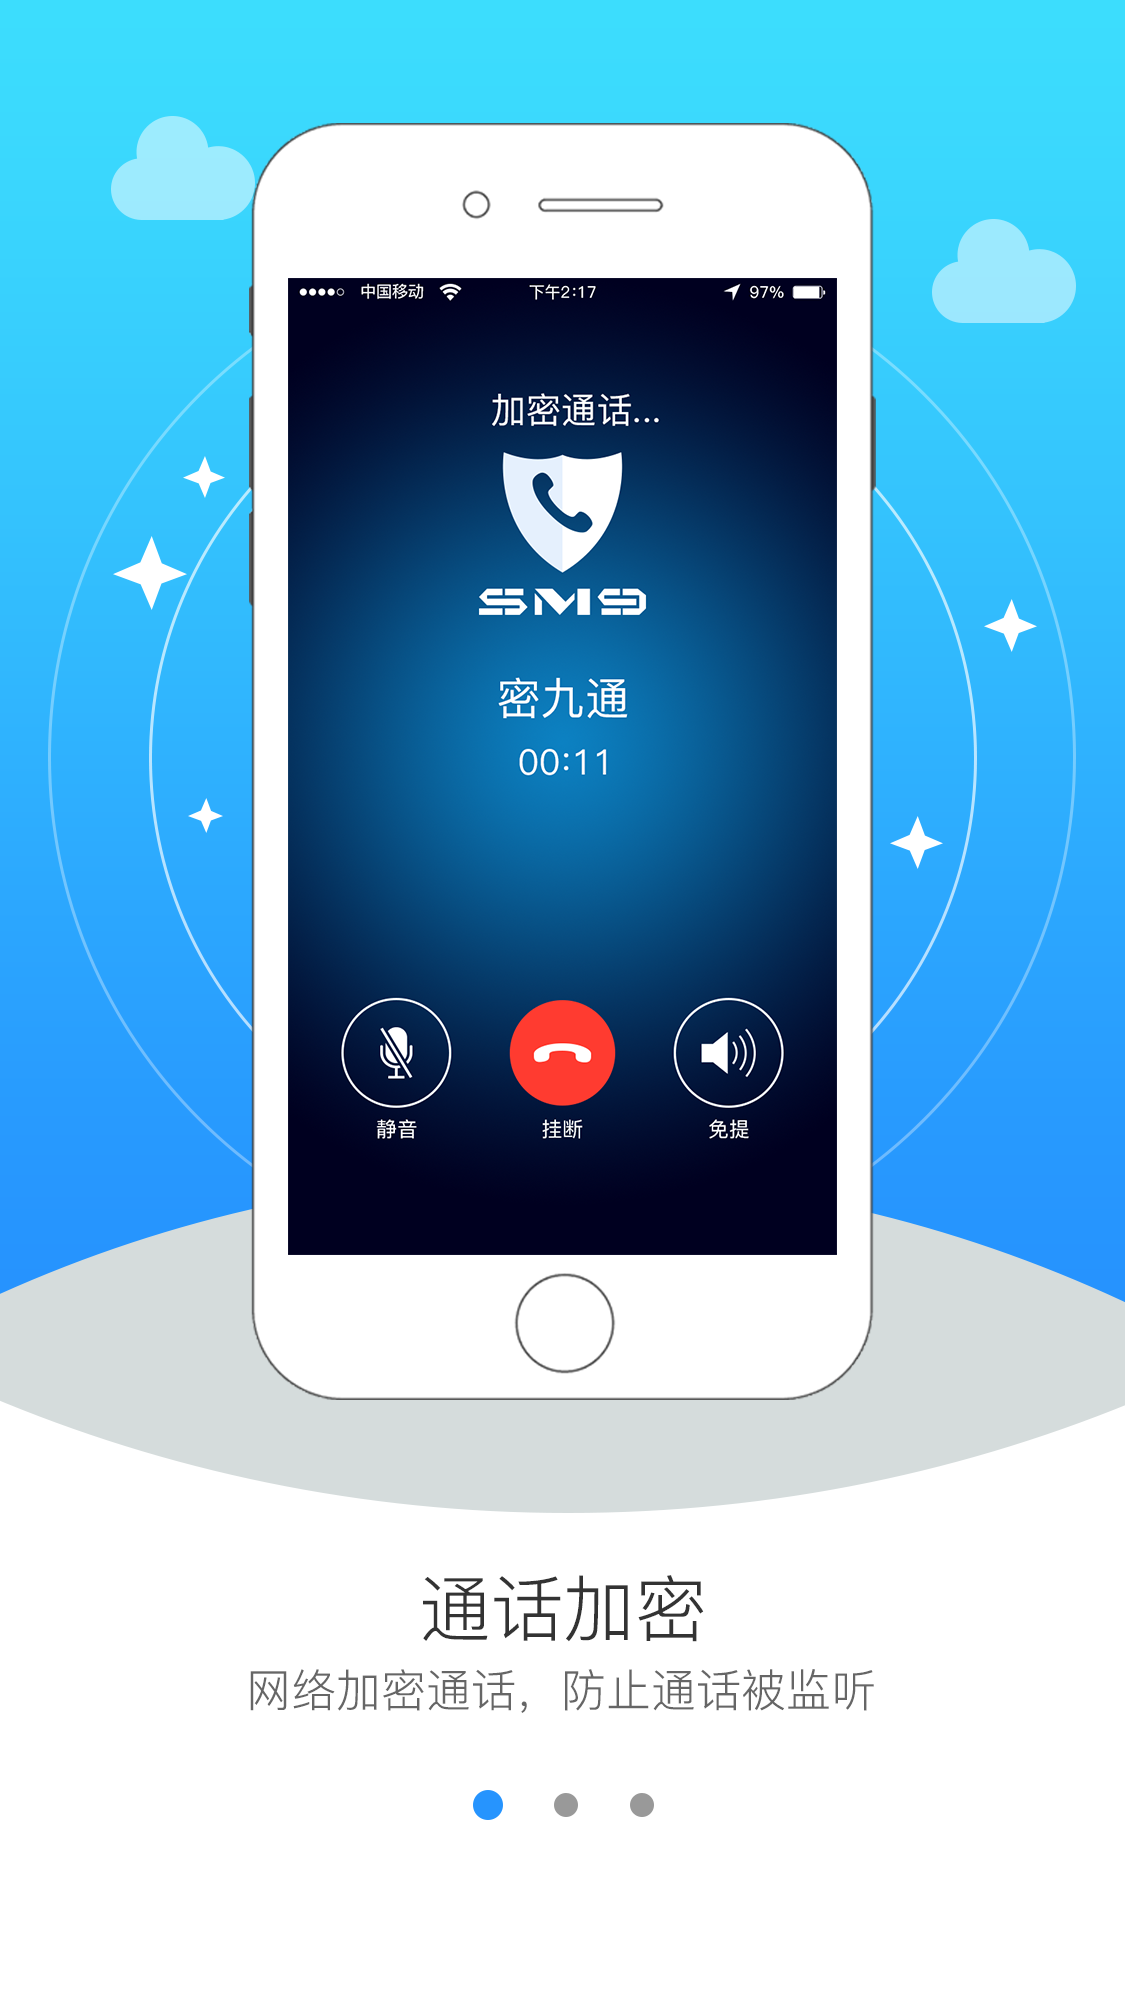 中国移动 下午2:17 97%
加密通话...
SM9
密九通
00:11
静音 挂断 免提
通话加密
网络加密通话，防止通话被监听